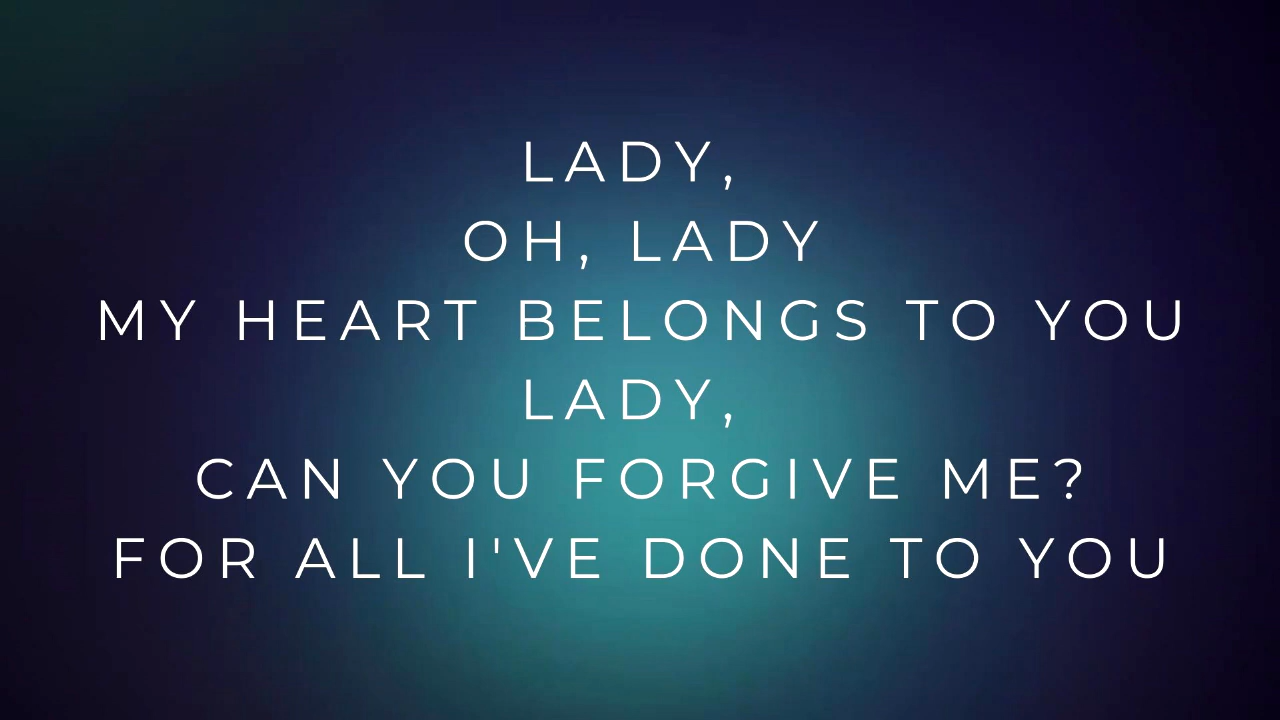 LADY,
OH, LADY
MY HEART BELONGS TO YOU
LADY,
CAN YOU FORGIVE ME?
FOR ALL I'VE DONE TO YOU